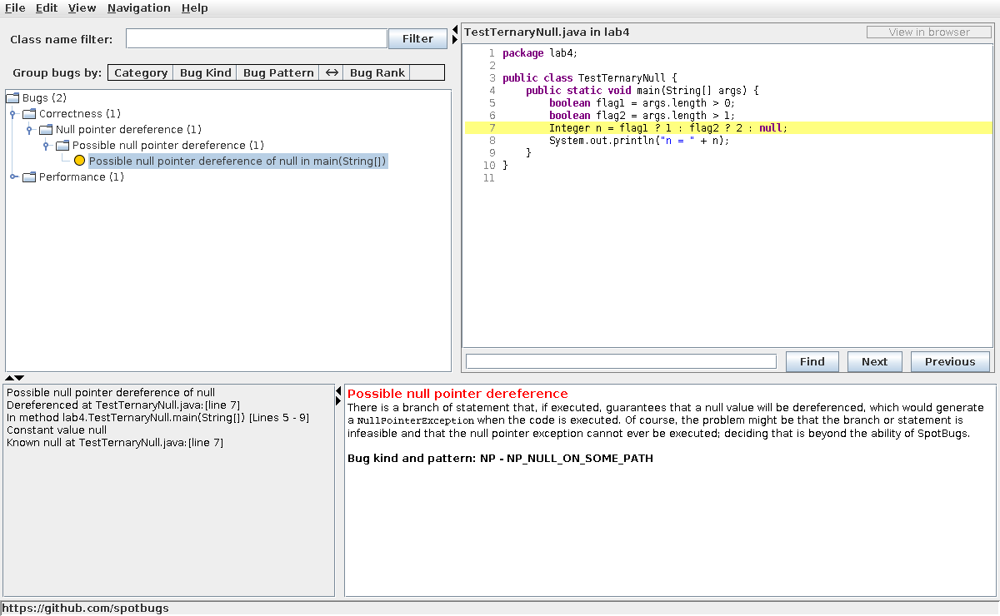 File Edit View Navigation Help
Class name filter: Filter
Group bugs by: Category Bug Kind Bug Pattern ↔ Bug Rank
Bugs (2)
Correctness (1)
Null pointer dereference (1)
Possible null pointer dereference (1)
Possible null pointer dereference of null in main(String[])
Performance (1)
TestTernaryNull.java in lab4 View in browser
1 package lab4;
2
3 public class TestTernaryNull {
4 public static void main(String[] args) {
5 boolean flag1 = args.length > 0;
6 boolean flag2 = args.length > 1;
7 Integer n = flag1 ? 1 : flag2 ? 2 : null;
8 System.out.println("n = " + n);
9 }
10 }
11
Find Next Previous
Possible null pointer dereference of null
Dereferenced at TestTernaryNull.java:[line 7]
In method lab4.TestTernaryNull.main(String[]) [Lines 5 - 9]
Constant value null
Known null at TestTernaryNull.java:[line 7]
Possible null pointer dereference
There is a branch of statement that, if executed, guarantees that a null value will be dereferenced, which would generate
a NullPointerException when the code is executed. Of course, the problem might be that the branch or statement is
infeasible and that the null pointer exception cannot ever be executed; deciding that is beyond the ability of SpotBugs.
Bug kind and pattern: NP - NP_NULL_ON_SOME_PATH
https://github.com/spotbugs